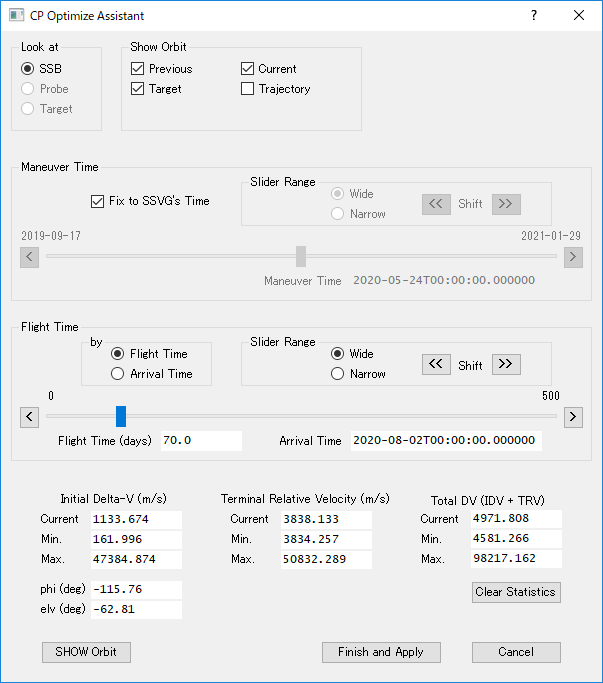 CP Optimize Assistant
Look at
SSB
Probe
Target
Show Orbit
Previous
Current
Target
Trajectory
Maneuver Time
Fix to SSVG's Time
Slider Range
Wide
Narrow
<< Shift >>
2019-09-17
2021-01-29
< >
Maneuver Time 2020-05-24T00:00:00.000000
Flight Time
by
Flight Time
Arrival Time
Slider Range
Wide
Narrow
<< Shift >>
0 500
< >
Flight Time (days) 70.0
Arrival Time 2020-08-02T00:00:00.000000
Initial Delta-V (m/s)
Current 1133.674
Min. 161.996
Max. 47384.874
phi (deg) -115.76
elv (deg) -62.81
Terminal Relative Velocity (m/s)
Current 3838.133
Min. 3834.257
Max. 50832.289
Total DV (IDV + TRV)
Current 4971.808
Min. 4581.266
Max. 98217.162
Clear Statistics
SHOW Orbit
Finish and Apply
Cancel